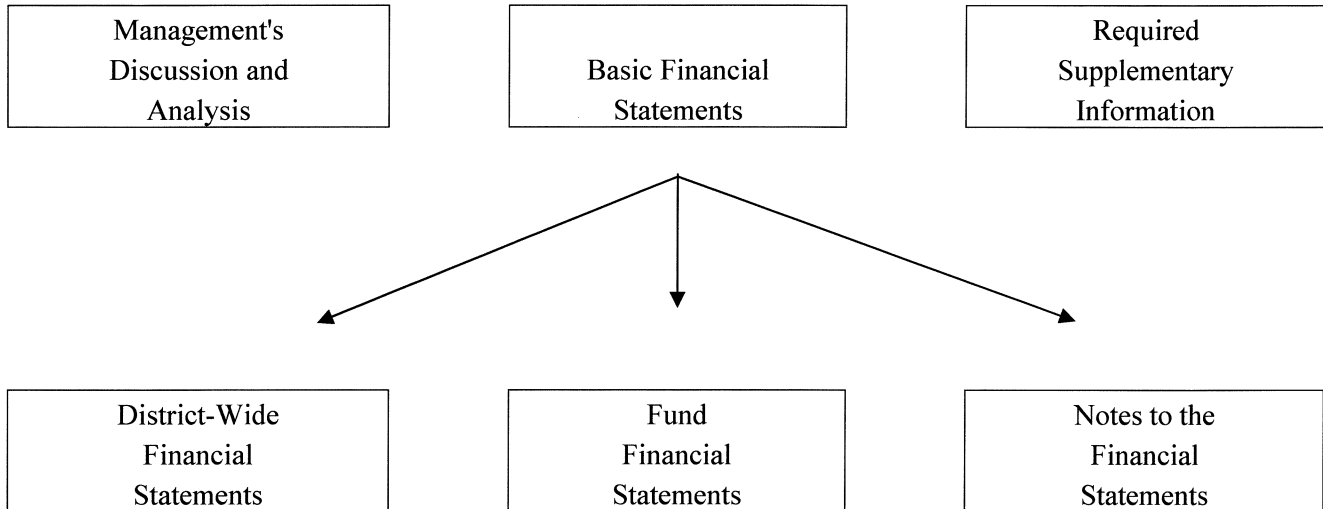 Management's
Discussion and
Analysis
Basic Financial
Statements
Required
Supplementary
Information
District-Wide
Financial
Statements
Fund
Financial
Statements
Notes to the
Financial
Statements